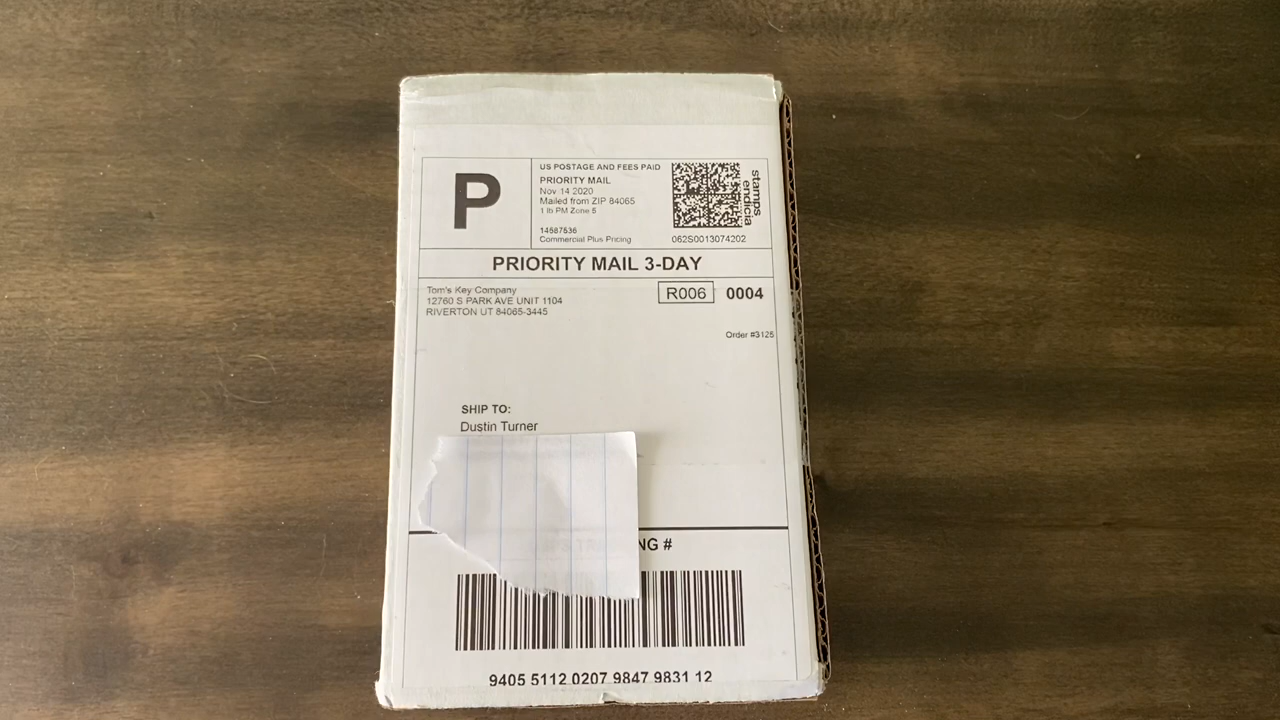 P
US POSTAGE AND FEES PAID
PRIORITY MAIL
Nov 14 2020
Mailed from ZIP 84065
1 lb PM Zone 5
14687636
Commercial Plus Pricing
stamps
endicia
062S0013074202
PRIORITY MAIL 3-DAY
Tom's Key Company
12760 S PARK AVE UNIT 1104
RIVERTON UT 84065-3445
R006 0004
Order #3125
SHIP TO:
Dustin Turner
NG #
9405 5112 0207 9847 9831 12